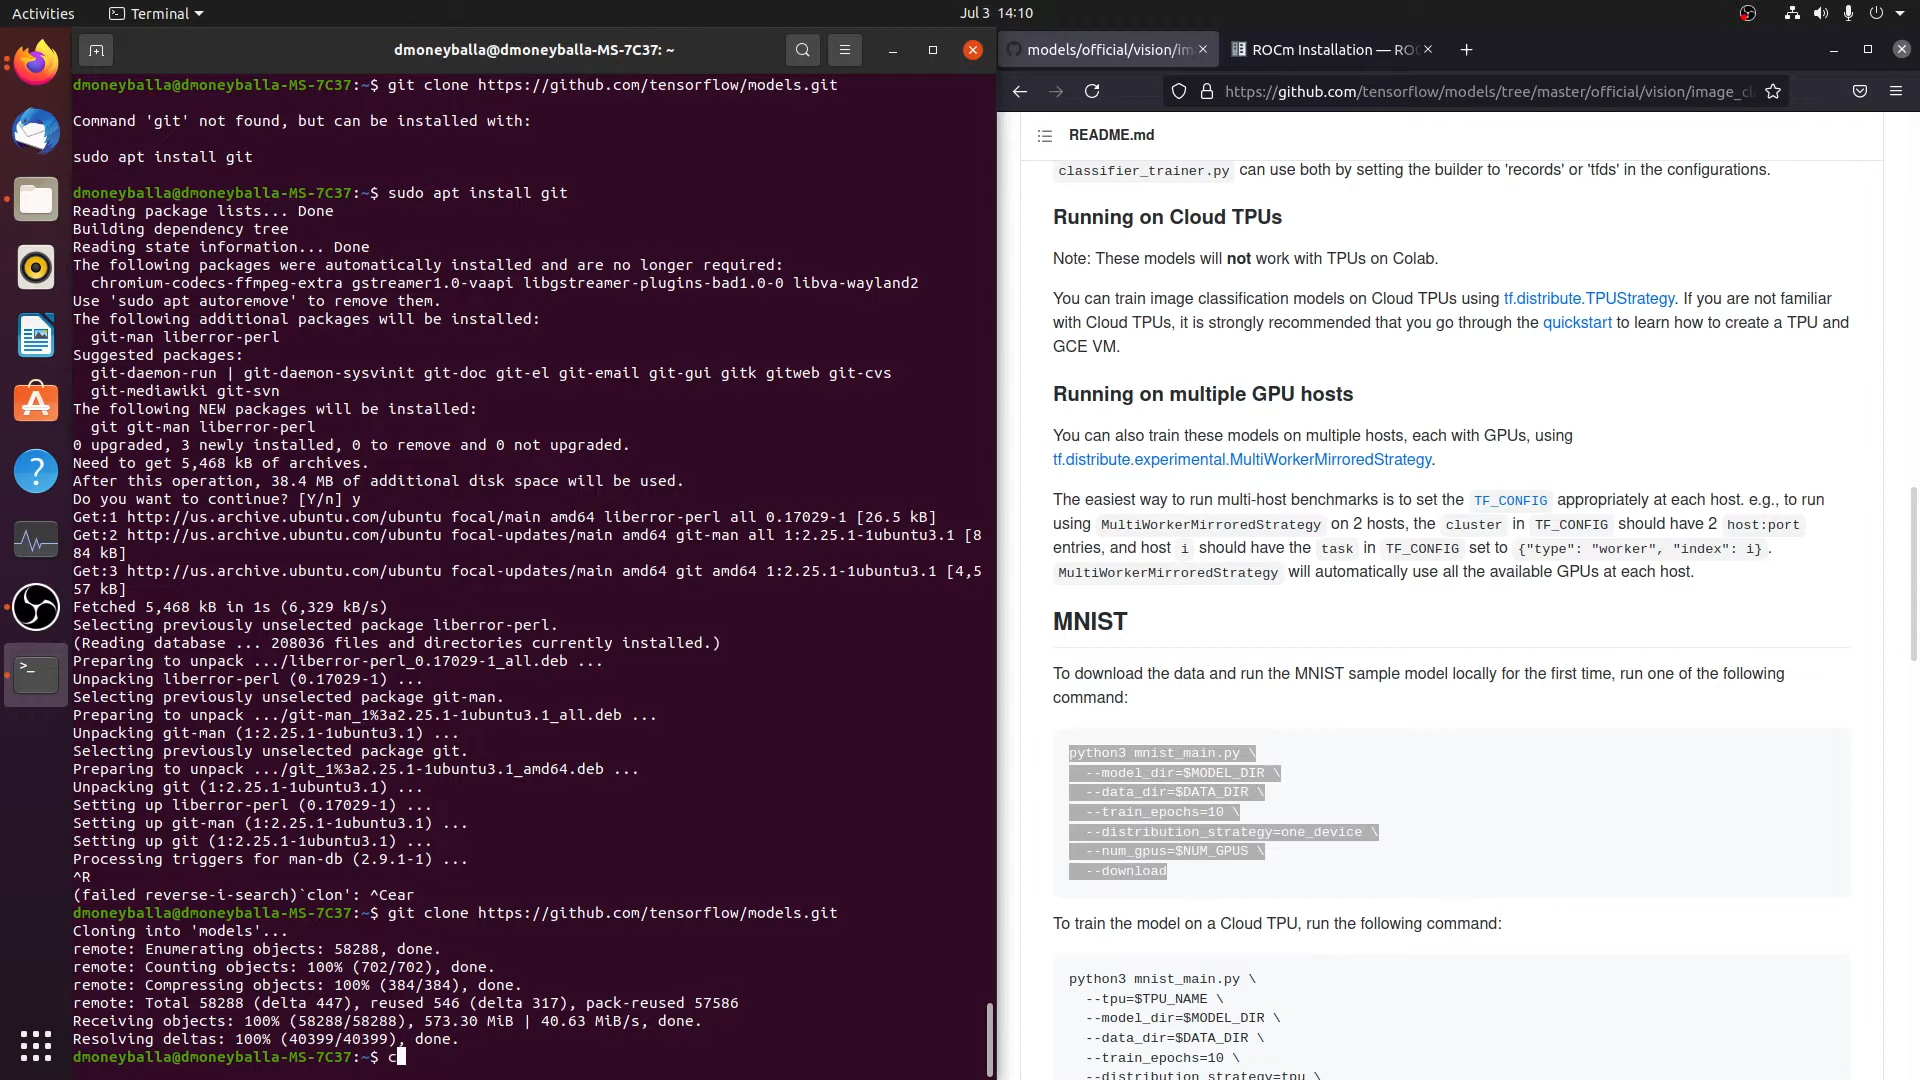 Activities
Terminal
Jul 3 14:10
dmoneyballa@dmoneyballa-MS-7C37: ~
dmoneyballa@dmoneyballa-MS-7C37:~$ git clone https://github.com/tensorflow/models.git
Command 'git' not found, but can be installed with:
sudo apt install git
dmoneyballa@dmoneyballa-MS-7C37:~$ sudo apt install git
Reading package lists... Done
Building dependency tree
Reading state information... Done
The following packages were automatically installed and are no longer required:
chromium-codecs-ffmpeg-extra gstreamer1.0-vaapi libgstreamer-plugins-bad1.0-0 libva-wayland2
Use 'sudo apt autoremove' to remove them.
The following additional packages will be installed:
git-man liberror-perl
Suggested packages:
git-daemon-run | git-daemon-sysvinit git-doc git-el git-email git-gui gitk gitweb git-cvs
git-mediawiki git-svn
The following NEW packages will be installed:
git git-man liberror-perl
0 upgraded, 3 newly installed, 0 to remove and 0 not upgraded.
Need to get 5,468 kB of archives.
After this operation, 38.4 MB of additional disk space will be used.
Do you want to continue? [Y/n] y
Get:1 http://us.archive.ubuntu.com/ubuntu focal/main amd64 liberror-perl all 0.17029-1 [26.5 kB]
Get:2 http://us.archive.ubuntu.com/ubuntu focal-updates/main amd64 git-man all 1:2.25.1-1ubuntu3.1 [8
84 kB]
Get:3 http://us.archive.ubuntu.com/ubuntu focal-updates/main amd64 git amd64 1:2.25.1-1ubuntu3.1 [4,5
57 kB]
Fetched 5,468 kB in 1s (6,329 kB/s)
Selecting previously unselected package liberror-perl.
(Reading database ... 208036 files and directories currently installed.)
Preparing to unpack .../liberror-perl_0.17029-1_all.deb ...
Unpacking liberror-perl (0.17029-1) ...
Selecting previously unselected package git-man.
Preparing to unpack .../git-man_1%3a2.25.1-1ubuntu3.1_all.deb ...
Unpacking git-man (1:2.25.1-1ubuntu3.1) ...
Selecting previously unselected package git.
Preparing to unpack .../git_1%3a2.25.1-1ubuntu3.1_amd64.deb ...
Unpacking git (1:2.25.1-1ubuntu3.1) ...
Setting up liberror-perl (0.17029-1) ...
Setting up git-man (1:2.25.1-1ubuntu3.1) ...
Setting up git (1:2.25.1-1ubuntu3.1) ...
Processing triggers for man-db (2.9.1-1) ...
^R
(failed reverse-i-search)`clon': ^Cear
dmoneyballa@dmoneyballa-MS-7C37:~$ git clone https://github.com/tensorflow/models.git
Cloning into 'models'...
remote: Enumerating objects: 58288, done.
remote: Counting objects: 100% (702/702), done.
remote: Compressing objects: 100% (384/384), done.
remote: Total 58288 (delta 447), reused 546 (delta 317), pack-reused 57586
Receiving objects: 100% (58288/58288), 573.30 MiB | 40.63 MiB/s, done.
Resolving deltas: 100% (40399/40399), done.
dmoneyballa@dmoneyballa-MS-7C37:~$ c
models/official/vision/im
ROCm Installation — ROC
https://github.com/tensorflow/models/tree/master/official/vision/image_cl
README.md
classifier_trainer.py can use both by setting the builder to 'records' or 'tfds' in the configurations.
Running on Cloud TPUs
Note: These models will not work with TPUs on Colab.
You can train image classification models on Cloud TPUs using tf.distribute.TPUStrategy. If you are not familiar
with Cloud TPUs, it is strongly recommended that you go through the quickstart to learn how to create a TPU and
GCE VM.
Running on multiple GPU hosts
You can also train these models on multiple hosts, each with GPUs, using
tf.distribute.experimental.MultiWorkerMirroredStrategy.
The easiest way to run multi-host benchmarks is to set the TF_CONFIG appropriately at each host. e.g., to run
using MultiWorkerMirroredStrategy on 2 hosts, the cluster in TF_CONFIG should have 2 host:port
entries, and host i should have the task in TF_CONFIG set to {"type": "worker", "index": i}.
MultiWorkerMirroredStrategy will automatically use all the available GPUs at each host.
MNIST
To download the data and run the MNIST sample model locally for the first time, run one of the following
command:
python3 mnist_main.py \
--model_dir=$MODEL_DIR \
--data_dir=$DATA_DIR \
--train_epochs=10 \
--distribution_strategy=one_device \
--num_gpus=$NUM_GPUS \
--download
To train the model on a Cloud TPU, run the following command:
python3 mnist_main.py \
--tpu=$TPU_NAME \
--model_dir=$MODEL_DIR \
--data_dir=$DATA_DIR \
--train_epochs=10 \
--distribution_strategy=tpu \